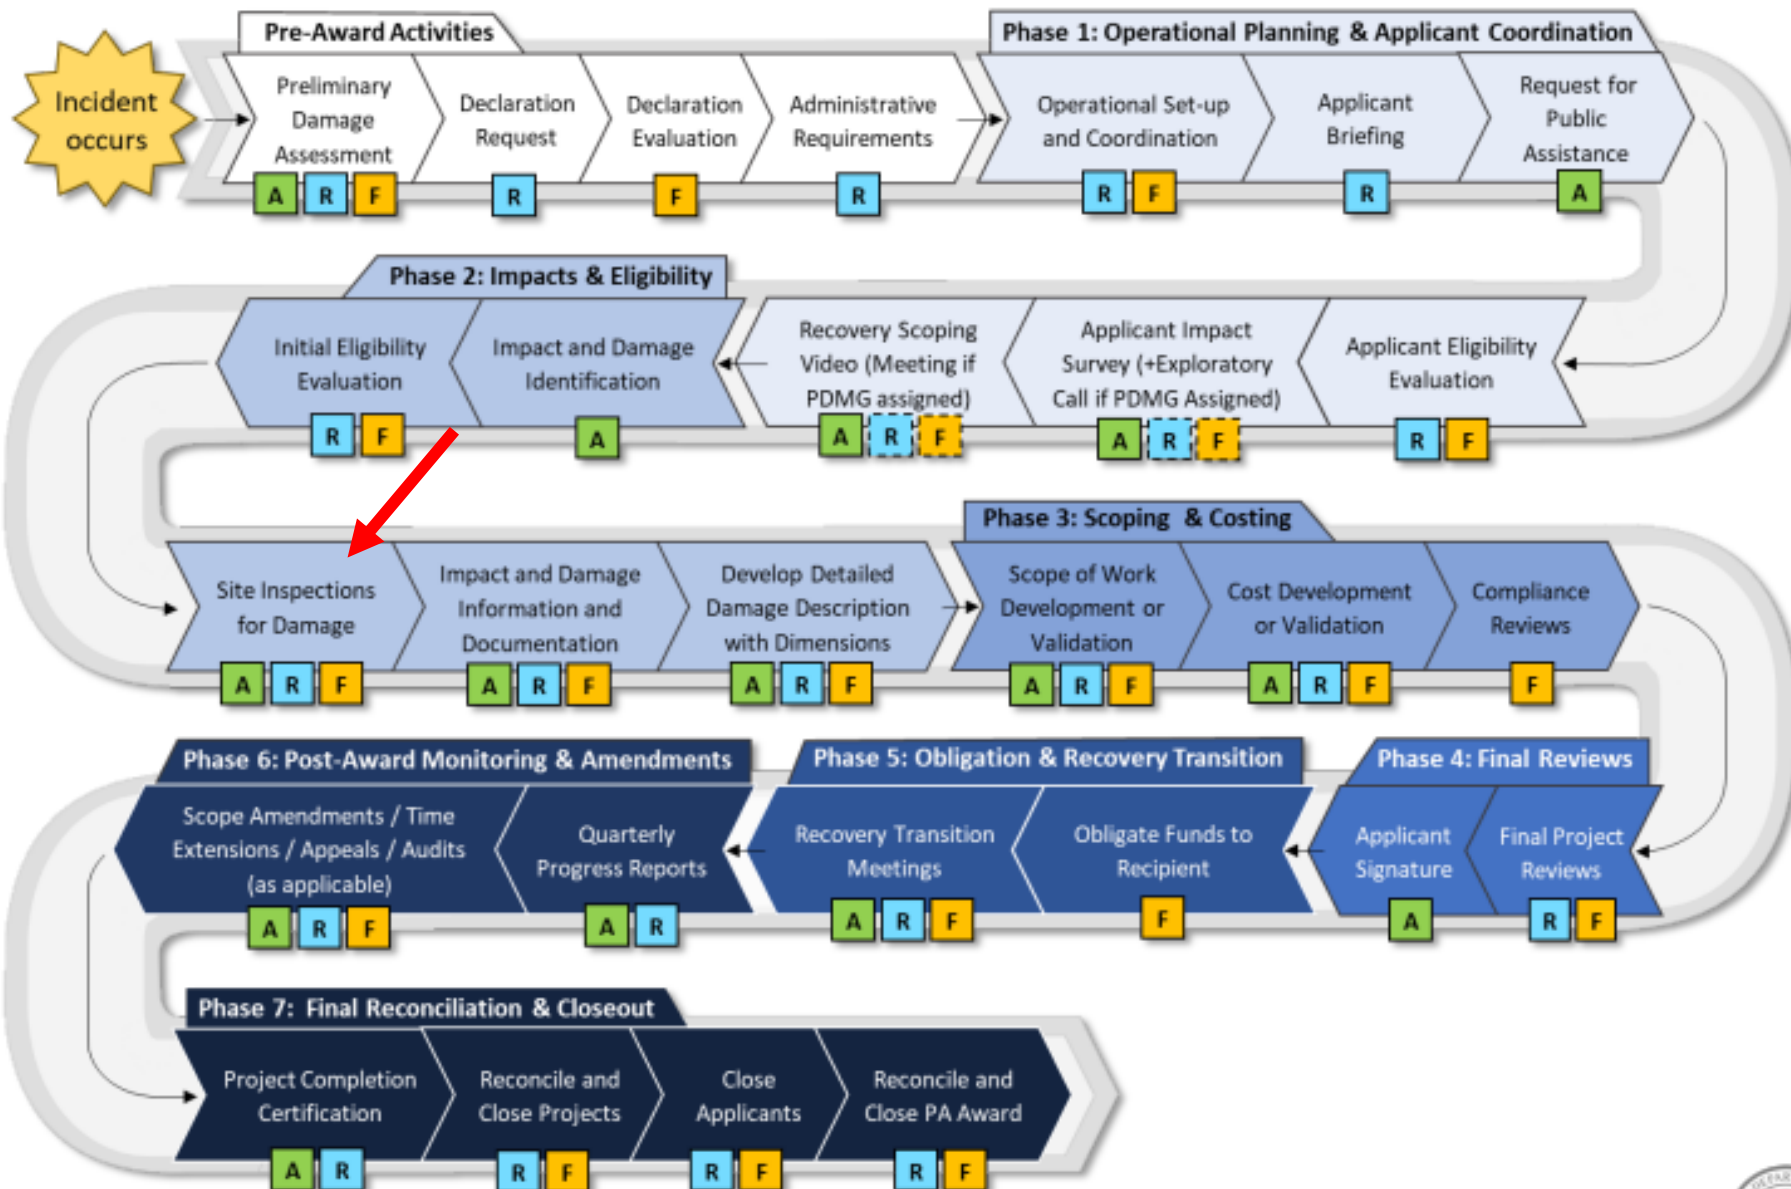 Pre-Award Activities
Phase 1: Operational Planning & Applicant Coordination
Incident
occurs
Preliminary
Damage
Assessment
A R F
Declaration
Request
R
Declaration
Evaluation
F
Administrative
Requirements
R
Operational Set-up
and Coordination
R F
Applicant
Briefing
R
Request for
Public
Assistance
A
Phase 2: Impacts & Eligibility
Initial Eligibility
Evaluation
R F
Impact and Damage
Identification
A
Recovery Scoping
Video (Meeting if
PDMG assigned)
A R F
Applicant Impact
Survey (+Exploratory
Call if PDMG Assigned)
A R F
Applicant Eligibility
Evaluation
R F
Site Inspections
for Damage
A R F
Impact and Damage
Information and
Documentation
A R F
Develop Detailed
Damage Description
with Dimensions
A R F
Phase 3: Scoping & Costing
Scope of Work
Development or
Validation
A R F
Cost Development
or Validation
A R F
Compliance
Reviews
F
Phase 6: Post-Award Monitoring & Amendments
Scope Amendments / Time
Extensions / Appeals / Audits
(as applicable)
A R F
Quarterly
Progress Reports
A R
Phase 5: Obligation & Recovery Transition
Recovery Transition
Meetings
A R F
Obligate Funds to
Recipient
F
Phase 4: Final Reviews
Applicant
Signature
A
Final Project
Reviews
R F
Phase 7: Final Reconciliation & Closeout
Project Completion
Certification
A R
Reconcile and
Close Projects
R F
Close
Applicants
R F
Reconcile and
Close PA Award
R F